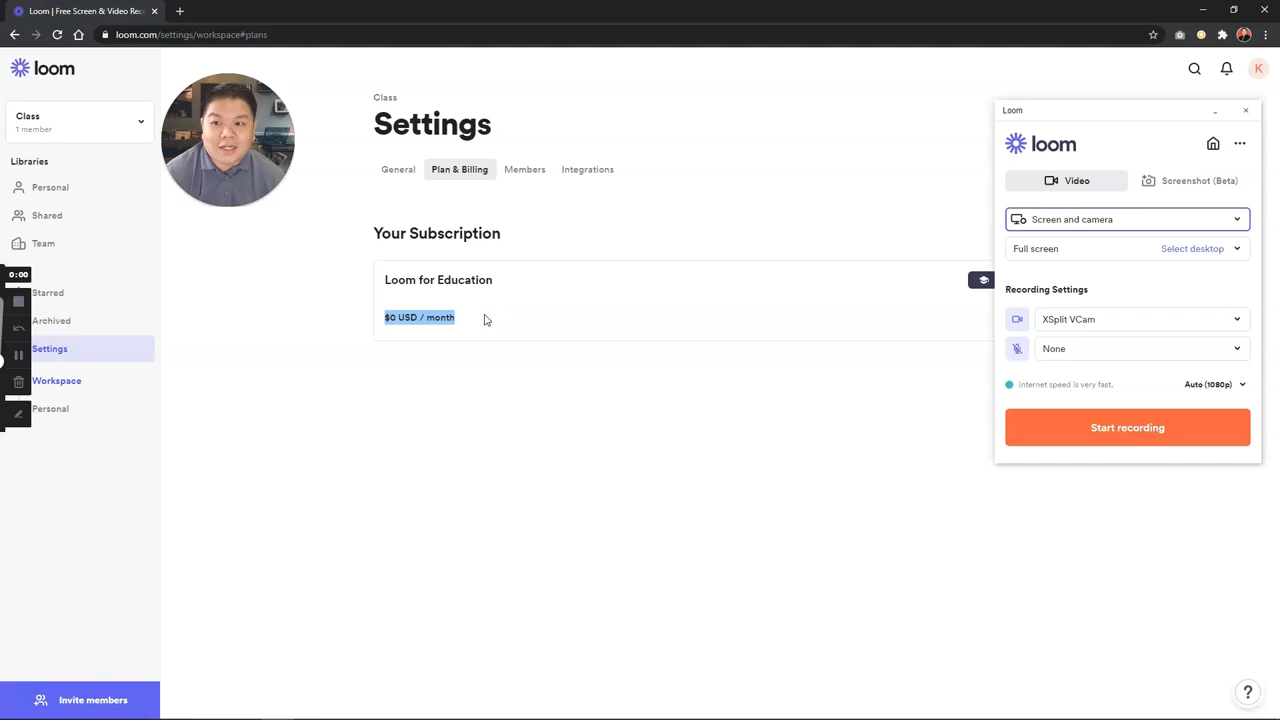 Loom | Free Screen & Video Reco
loom.com/settings/workspace#plans
loom
Class
1 member
Libraries
Personal
Shared
Team
0:00
Starred
Archived
Settings
Workspace
Personal
Invite members
Class
Settings
General Plan & Billing Members Integrations
Your Subscription
Loom for Education
$0 USD / month
K
Loom
loom
Video Screenshot (Beta)
Screen and camera
Full screen Select desktop
Recording Settings
XSplit VCam
None
Internet speed is very fast. Auto (1080p)
Start recording
?